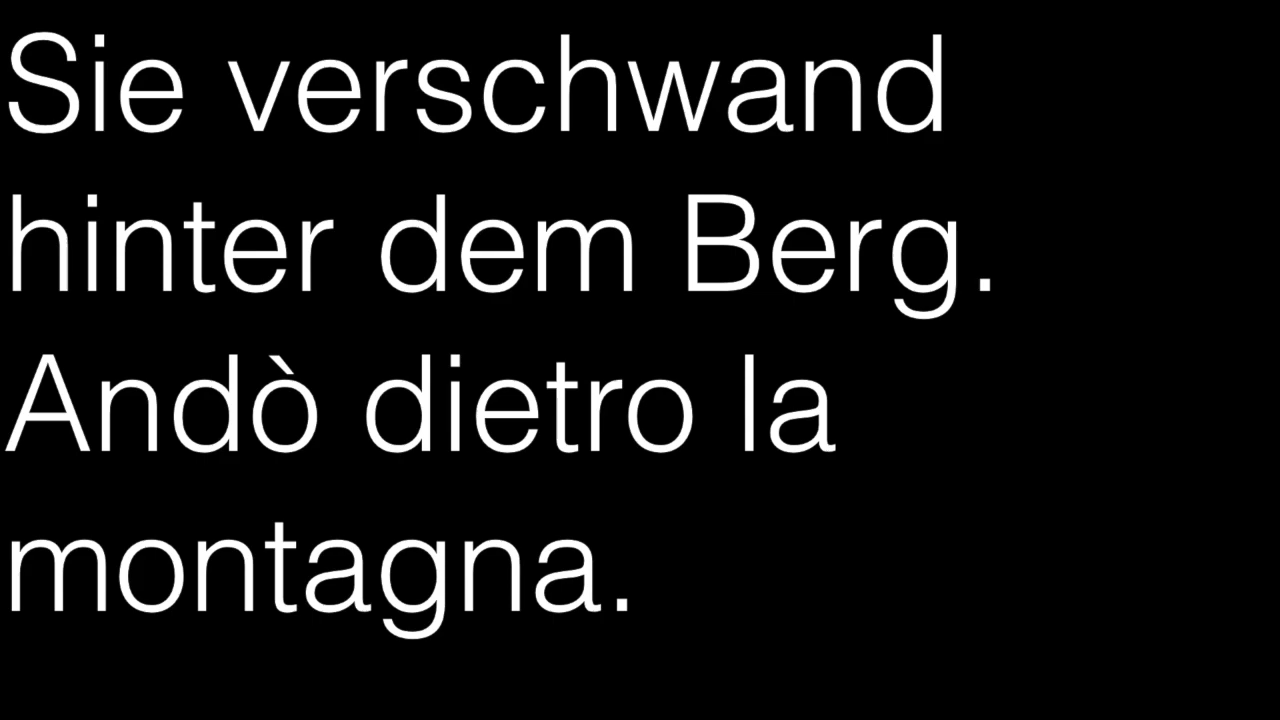 Sie verschwand
hinter dem Berg.
Andò dietro la
montagna.